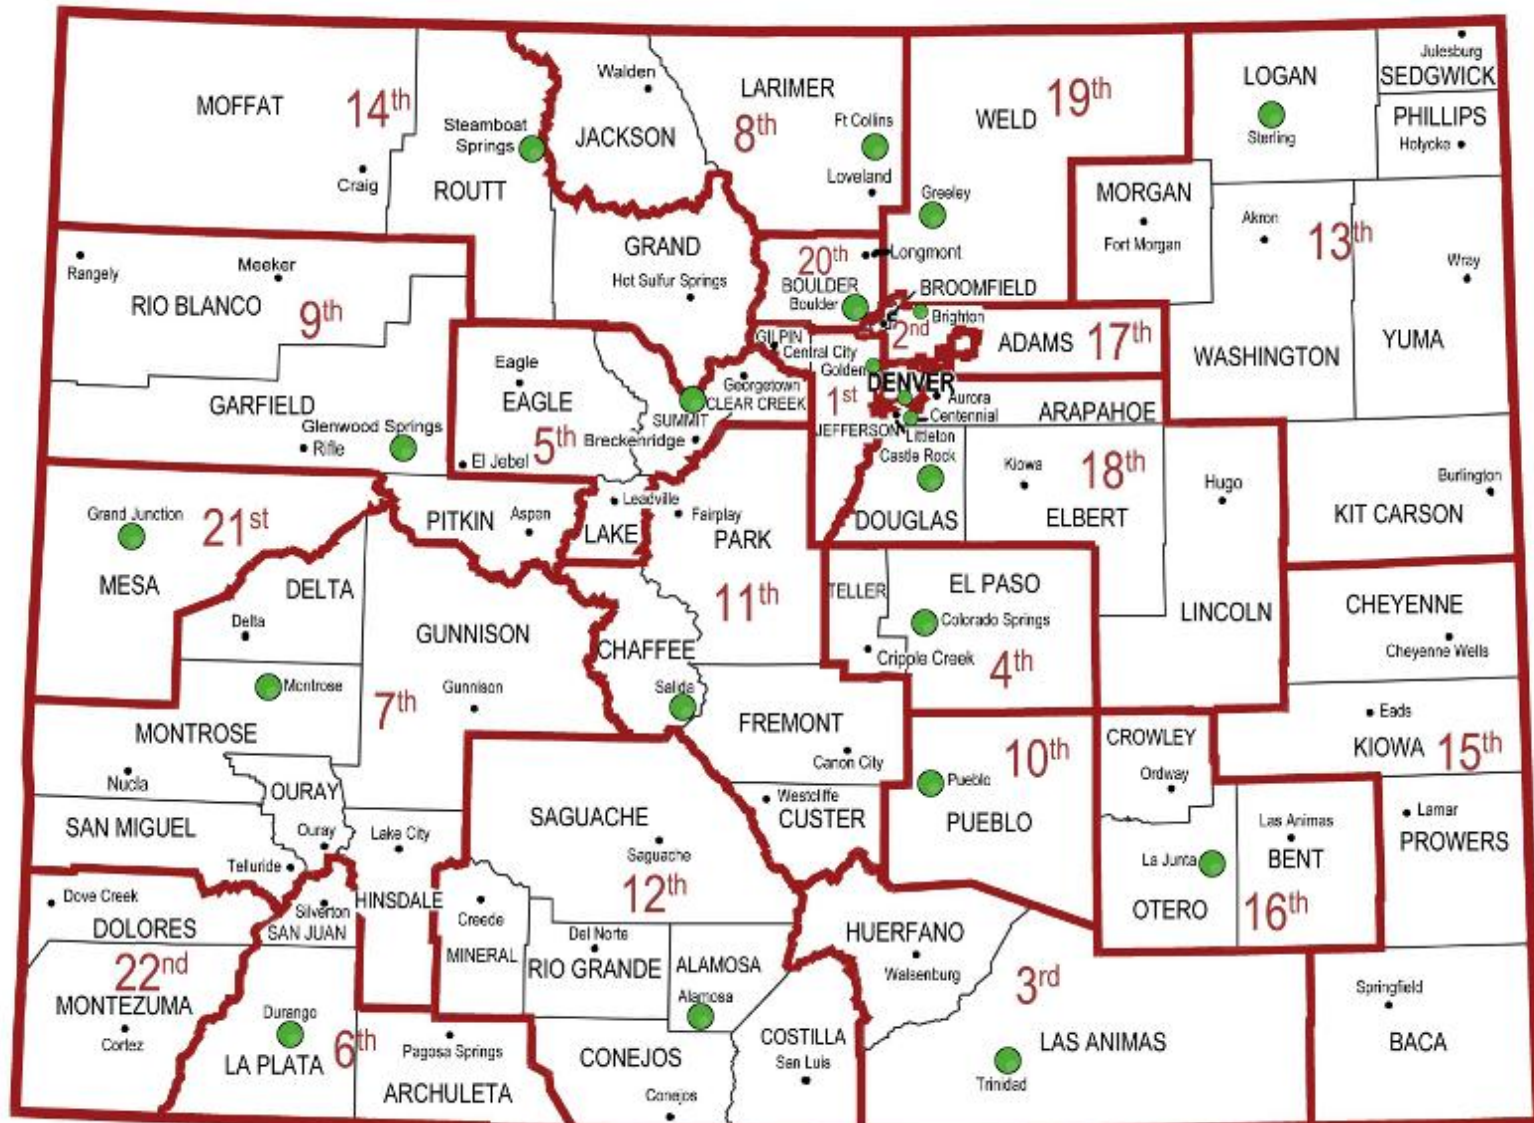 Julesburg
SEDGWICK
LOGAN
Walden
LARIMER
MOFFAT
14th
19th
PHILLIPS
WELD
Steamboat
Springs
JACKSON
8th
Ft Collins
Sterling
Holycke
Craig
ROUTT
Loveland
Greeley
MORGAN
Akron
GRAND
Fort Morgan
13th
Rangely
Meeker
20th
Longmont
Wray
RIO BLANCO
Hot Sulfur Springs
BOULDER
Boulder
BROOMFIELD
9th
Brighton
2nd
GILPIN
ADAMS
17th
YUMA
Central City
WASHINGTON
Eagle
Golden
Georgetown
DENVER
GARFIELD
EAGLE
CLEAR CREEK
1st
Aurora
ARAPAHOE
SUMMIT
Centennial
Glenwood Springs
5th
Breckenridge
JEFFERSON
Littleton
Rifle
El Jebel
Castle Rock
Kiowa
18th
Hugo
Burlington
Leadville
Grand Junction
21st
PITKIN
Aspen
Fairplay
DOUGLAS
ELBERT
KIT CARSON
LAKE
PARK
MESA
DELTA
11th
TELLER
EL PASO
CHEYENNE
Delta
GUNNISON
Colorado Springs
LINCOLN
CHAFFEE
Cripple Creek
Cheyenne Wells
4th
Montrose
Gunnison
Salida
7th
FREMONT
Eads
MONTROSE
CROWLEY
KIOWA
15th
Canon City
10th
Nucla
Ordway
OURAY
Westcliffe
Pueblo
SAN MIGUEL
SAGUACHE
CUSTER
PUEBLO
Las Animas
Lamar
Ouray
Lake City
PROWERS
Telluride
Saguache
La Junta
BENT
12th
Dove Creek
HINSDALE
Creede
OTERO
16th
Silverton
DOLORES
SAN JUAN
Del Norte
HUERFANO
MINERAL
RIO GRANDE
ALAMOSA
Walsenburg
22nd
3rd
MONTEZUMA
Alamosa
Springfield
Durango
Cortez
6th
COSTILLA
LAS ANIMAS
BACA
LA PLATA
Pagosa Springs
CONEJOS
San Luis
Trinidad
ARCHULETA
Conejos